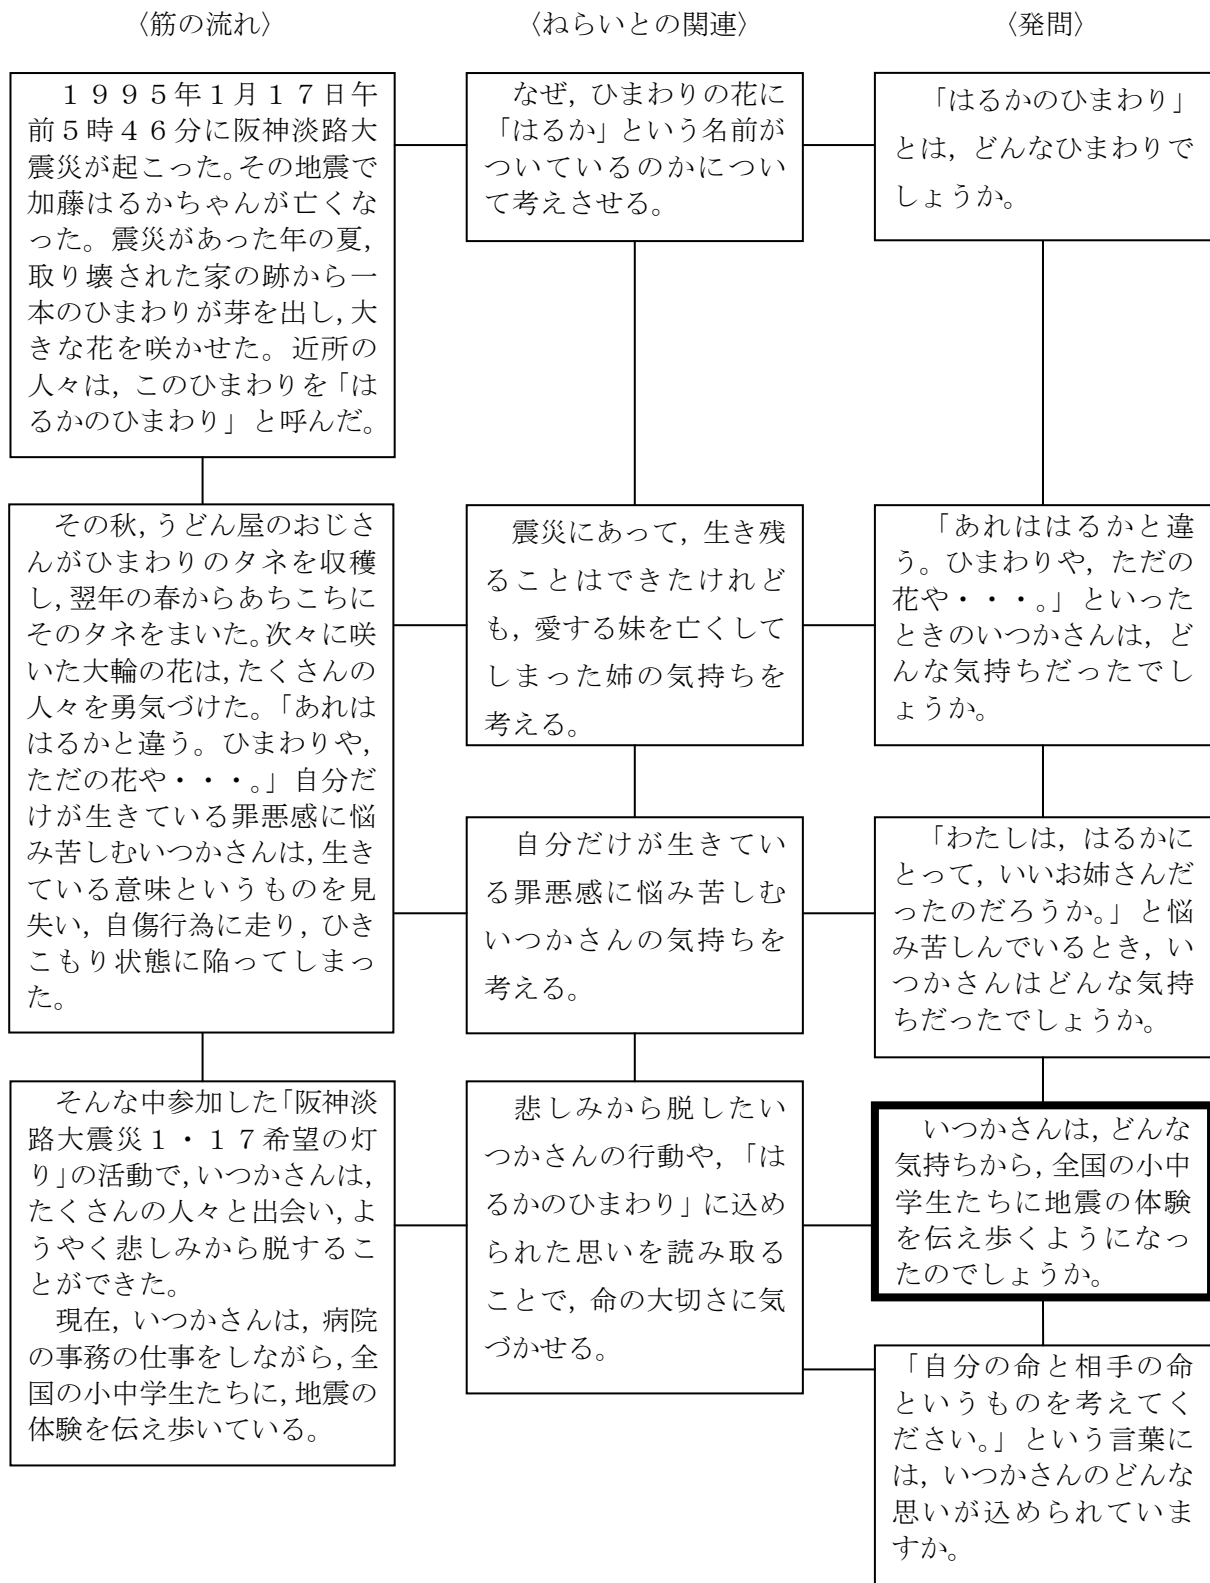 〈筋の流れ〉
〈ねらいとの関連〉
〈発問〉
１９９５年１月１７日午
前５時４６分に阪神淡路大
震災が起こった。その地震で
加藤はるかちゃんが亡くな
った。震災があった年の夏，
取り壊された家の跡から一
本のひまわりが芽を出し，大
きな花を咲かせた。近所の
人々は，このひまわりを「は
るかのひまわり」と呼んだ。
なぜ，ひまわりの花に
「はるか」という名前が
ついているのかについ
て考えさせる。
「はるかのひまわり」
とは，どんなひまわりで
しょうか。
その秋，うどん屋のおじさ
んがひまわりのタネを収穫
し，翌年の春からあちこちに
そのタネをまいた。次々に咲
いた大輪の花は，たくさんの
人々を勇気づけた。「あれは
はるかと違う。ひまわりや，
ただの花や・・・。」自分だ
けが生きている罪悪感に悩
み苦しむいつかさんは，生き
ている意味というものを見
失い，自傷行為に走り，ひき
こもり状態に陥ってしまっ
た。
震災にあって，生き残
ることはできたけれど
も，愛する妹を亡くして
しまった姉の気持ちを
考える。
「あれははるかと違
う。ひまわりや，ただの
花や・・・。」といった
ときのいつかさんは，ど
んな気持ちだったでし
ょうか。
自分だけが生きてい
る罪悪感に悩み苦しむ
いつかさんの気持ちを
考える。
「わたしは，はるかに
とって，いいお姉さんだ
ったのだろうか。」と悩
み苦しんでいるとき，い
つかさんはどんな気持
ちだったでしょうか。
そんな中参加した「阪神淡
路大震災１・１７希望の灯
り」の活動で，いつかさんは，
たくさんの人々と出会い，よ
うやく悲しみから脱するこ
とができた。
現在，いつかさんは，病院
の事務の仕事をしながら，全
国の小中学生たちに，地震の
体験を伝え歩いている。
悲しみから脱したい
つかさんの行動や，「は
るかのひまわり」に込め
られた思いを読み取る
ことで，命の大切さに気
づかせる。
いつかさんは，どんな
気持ちから，全国の小中
学生たちに地震の体験
を伝え歩くようになっ
たのでしょうか。
「自分の命と相手の命
というものを考えてく
ださい。」という言葉に
は，いつかさんのどんな
思いが込められていま
すか。